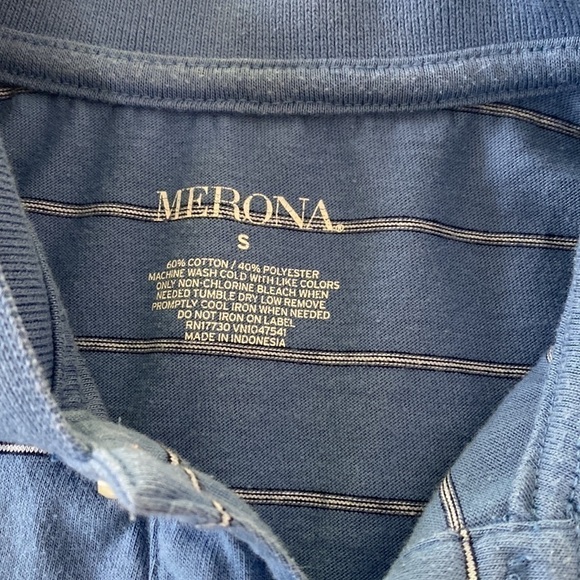 MERONA®
S
60% COTTON / 40% POLYESTER
MACHINE WASH COLD WITH LIKE COLORS
ONLY NON-CHLORINE BLEACH WHEN
NEEDED TUMBLE DRY LOW REMOVE
PROMPTLY COOL IRON WHEN NEEDED
DO NOT IRON ON LABEL
RN17730 VN1047541
MADE IN INDONESIA